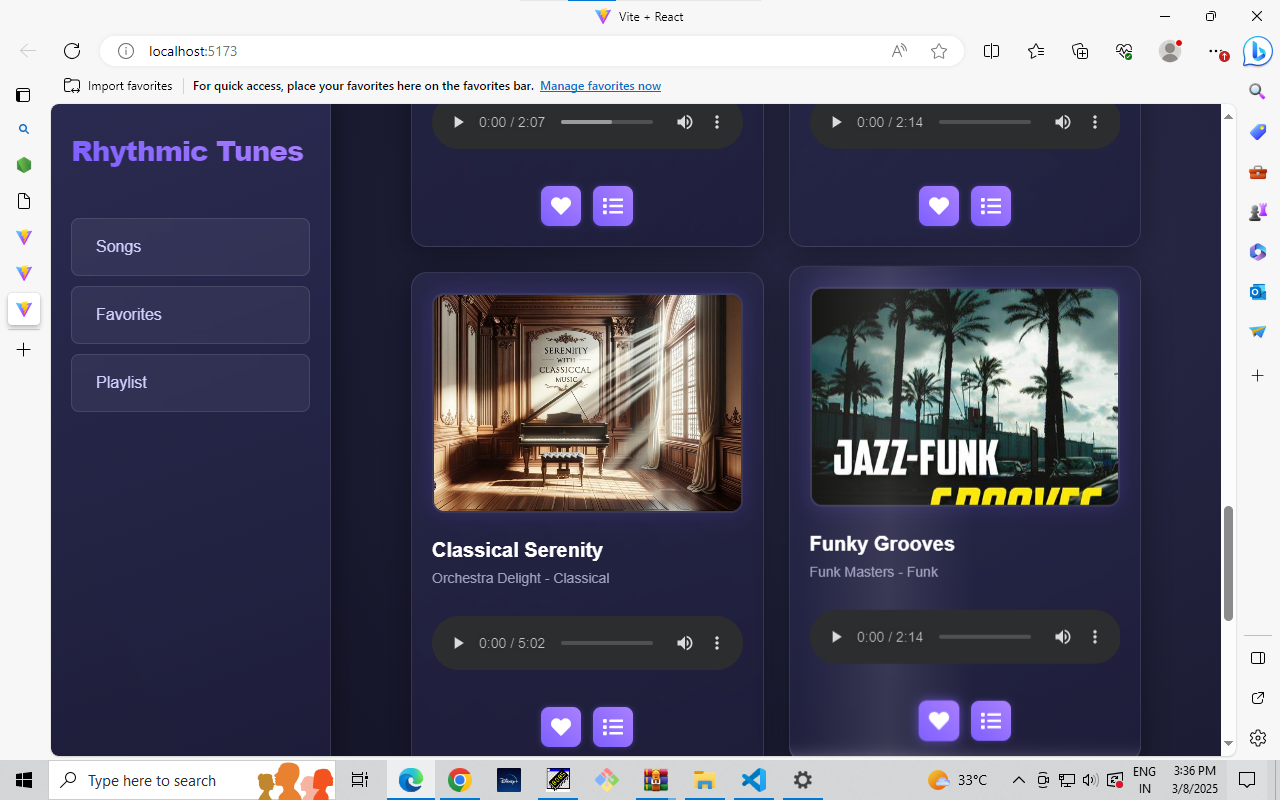 Vite + React
localhost:5173
Import favorites
For quick access, place your favorites here on the favorites bar. Manage favorites now
Rhythmic Tunes
Songs
Favorites
Playlist
0:00 / 2:07
0:00 / 2:14
SERENIITY
WITH
CLASSICCAL
MUSIC
JAZZ-FUNK
GROOVES
Classical Serenity
Orchestra Delight - Classical
0:00 / 5:02
Funky Grooves
Funk Masters - Funk
0:00 / 2:14
Type here to search
33°C
ENG
IN
3:36 PM
3/8/2025